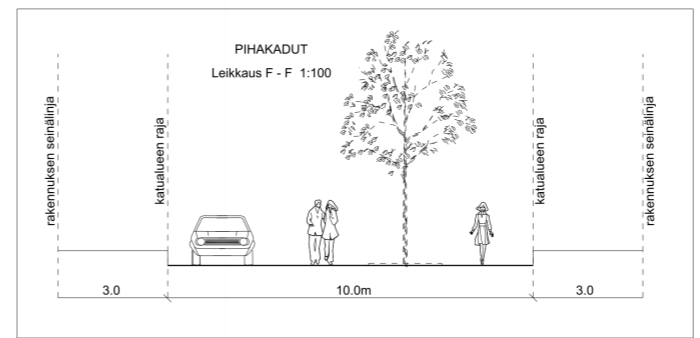 PIHAKADUT
Leikkaus F - F 1:100
rakennuksen seinälinja
katualueen raja
katualueen raja
rakennuksen seinälinja
3.0
10.0m
3.0